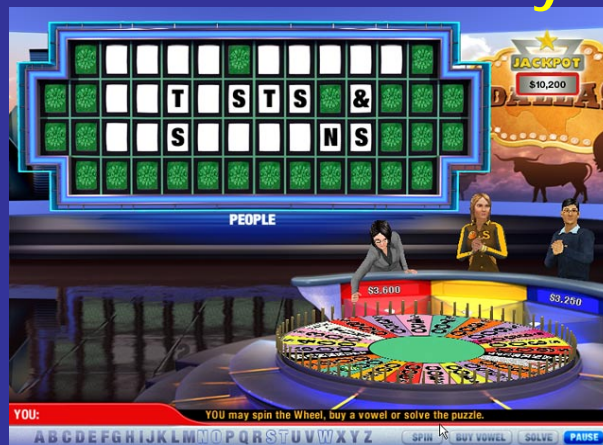 JACKPOT
$10,200
T STS &
S NS
PEOPLE
$3,600
$3,250
YOU:
YOU may spin the Wheel, buy a vowel or solve the puzzle.
A B C D E F G H I J K L M N O P Q R S T U V W X Y Z
SPIN
BUY VOWEL
SOLVE
PAUSE